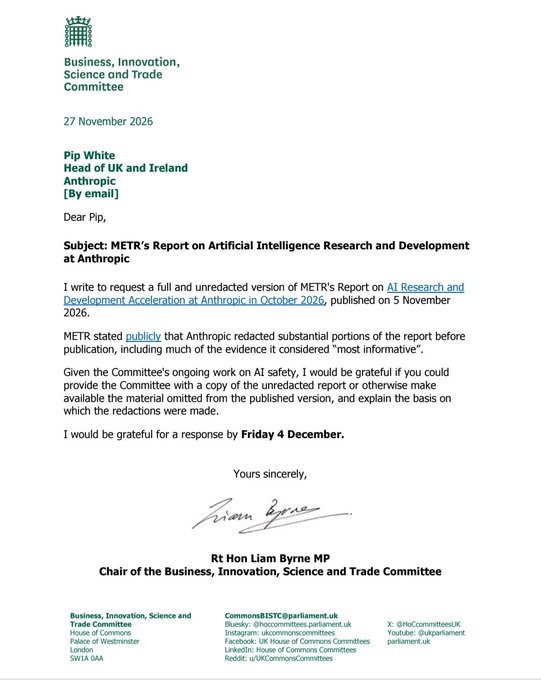 Business, Innovation,
Science and Trade
Committee
27 November 2026
Pip White
Head of UK and Ireland
Anthropic
[By email]
Dear Pip,
Subject: METR's Report on Artificial Intelligence Research and Development
at Anthropic
I write to request a full and unredacted version of METR's Report on AI Research and
Development Acceleration at Anthropic in October 2026, published on 5 November
2026.
METR stated publicly that Anthropic redacted substantial portions of the report before
publication, including much of the evidence it considered “most informative”.
Given the Committee's ongoing work on AI safety, I would be grateful if you could
provide the Committee with a copy of the unredacted report or otherwise make
available the material omitted from the published version, and explain the basis on
which the redactions were made.
I would be grateful for a response by Friday 4 December.
Yours sincerely,
Liam Byrne
Rt Hon Liam Byrne MP
Chair of the Business, Innovation, Science and Trade Committee
Business, Innovation, Science and
Trade Committee
House of Commons
Palace of Westminster
London
SW1A 0AA
CommonsBISTC@parliament.uk
Bluesky: @hoccommittees.parliament.uk
Instagram: ukcommonscommittees
Facebook: UK House of Commons Committees
LinkedIn: House of Commons Committees
Reddit: u/UKCommonsCommittees
X: @HoCcommitteesUK
Youtube: @ukparliament
parliament.uk